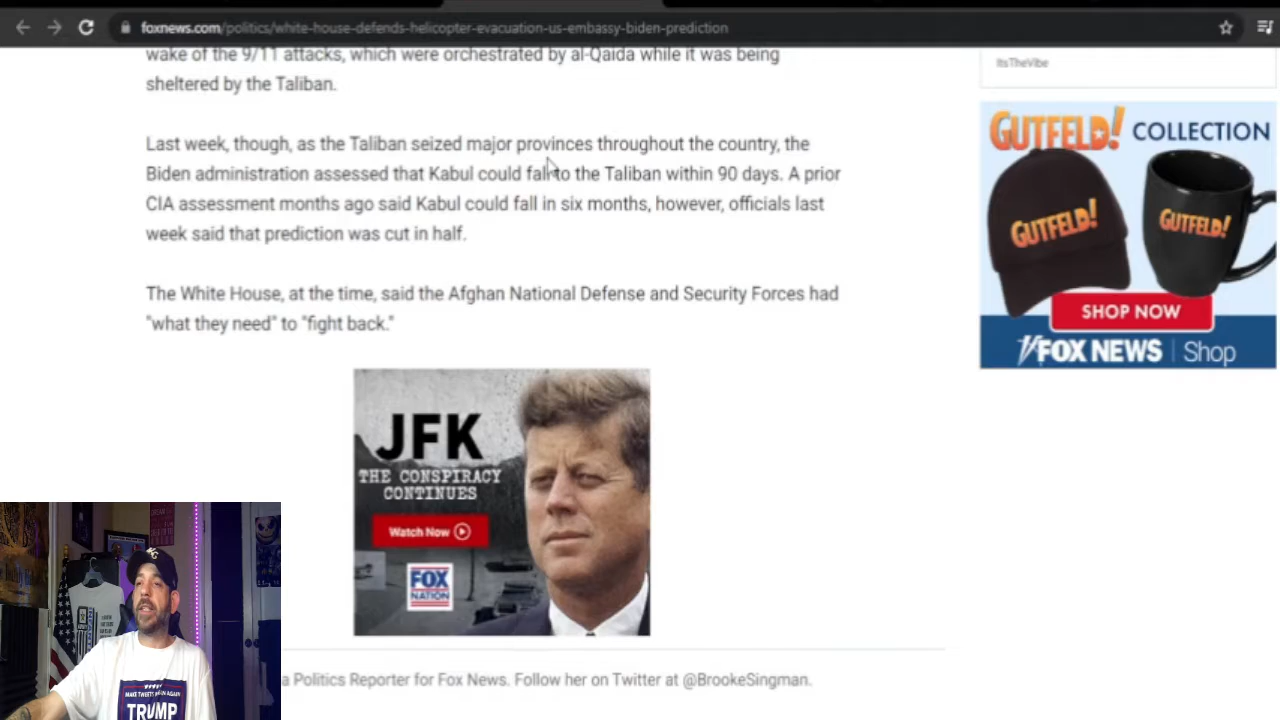 foxnews.com/politics/white-house-defends-helicopter-evacuation-us-embassy-biden-prediction
wake of the 9/11 attacks, which were orchestrated by al-Qaida while it was being
sheltered by the Taliban.
Last week, though, as the Taliban seized major provinces throughout the country, the
Biden administration assessed that Kabul could fall to the Taliban within 90 days. A prior
CIA assessment months ago said Kabul could fall in six months, however, officials last
week said that prediction was cut in half.
The White House, at the time, said the Afghan National Defense and Security Forces had
"what they need" to "fight back."
JFK
THE CONSPIRACY
CONTINUES
Watch Now
FOX
NATION
a Politics Reporter for Fox News. Follow her on Twitter at @BrookeSingman.
ItsTheVibe
GUTFELD! COLLECTION
GUTFELD!
GUTFELD!
SHOP NOW
FOX NEWS | Shop
KC
MAKE TWEETS AGAIN
TRUMP